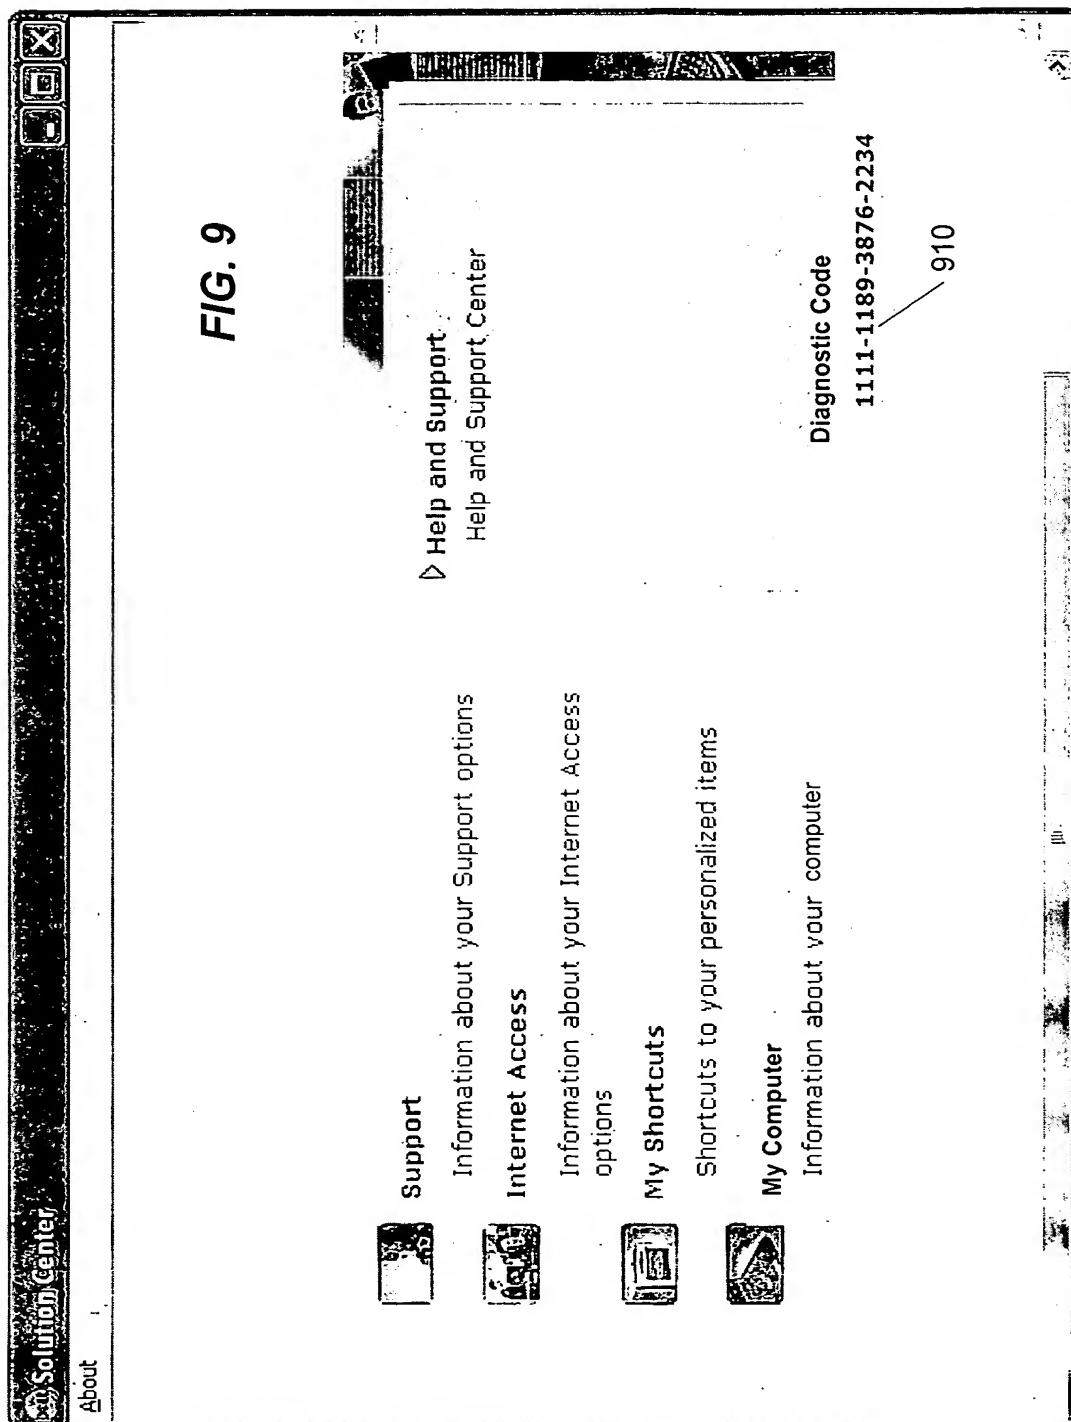 Solution Center
About
FIG. 9
Support
Information about your Support options
Internet Access
Information about your Internet Access
options
My Shortcuts
Shortcuts to your personalized items
My Computer
Information about your computer
Help and Support
Help and Support Center
Diagnostic Code
1111-1189-3876-2234
910